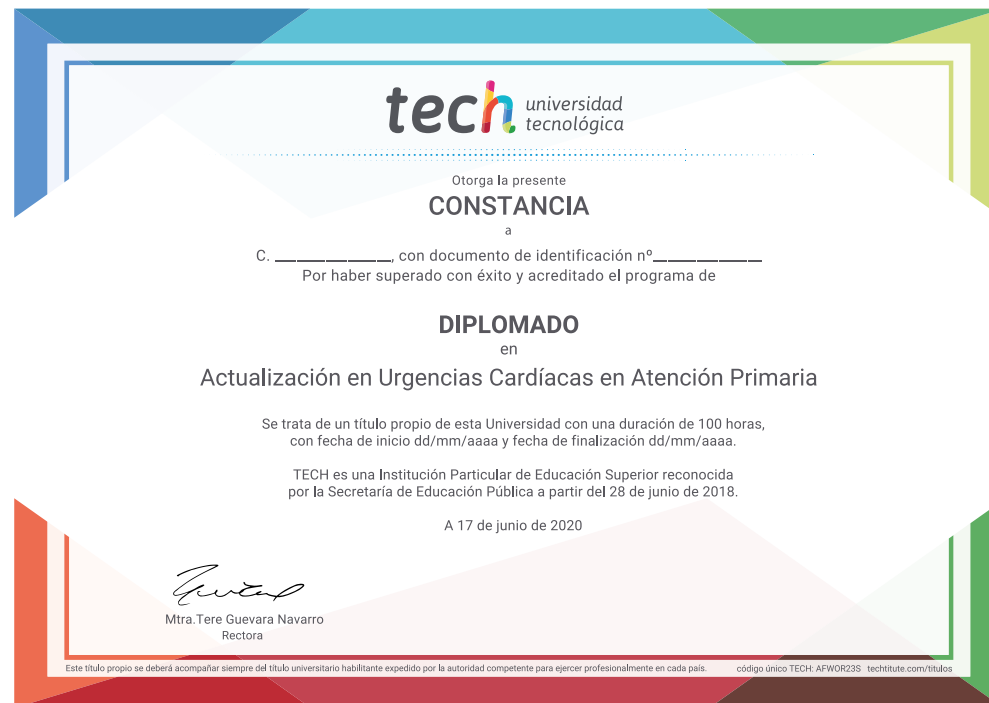 tech universidad
tecnológica
Otorga la presente
CONSTANCIA
a
C. ______________, con documento de identificación nº_____________
Por haber superado con éxito y acreditado el programa de
DIPLOMADO
en
Actualización en Urgencias Cardíacas en Atención Primaria
Se trata de un título propio de esta Universidad con una duración de 100 horas,
con fecha de inicio dd/mm/aaaa y fecha de finalización dd/mm/aaaa.
TECH es una Institución Particular de Educación Superior reconocida
por la Secretaría de Educación Pública a partir del 28 de junio de 2018.
A 17 de junio de 2020
Mtra.Tere Guevara Navarro
Rectora
Este título propio se deberá acompañar siempre del título universitario habilitante expedido por la autoridad competente para ejercer profesionalmente en cada país. código único TECH: AFWOR23S techtitute.com/titulos